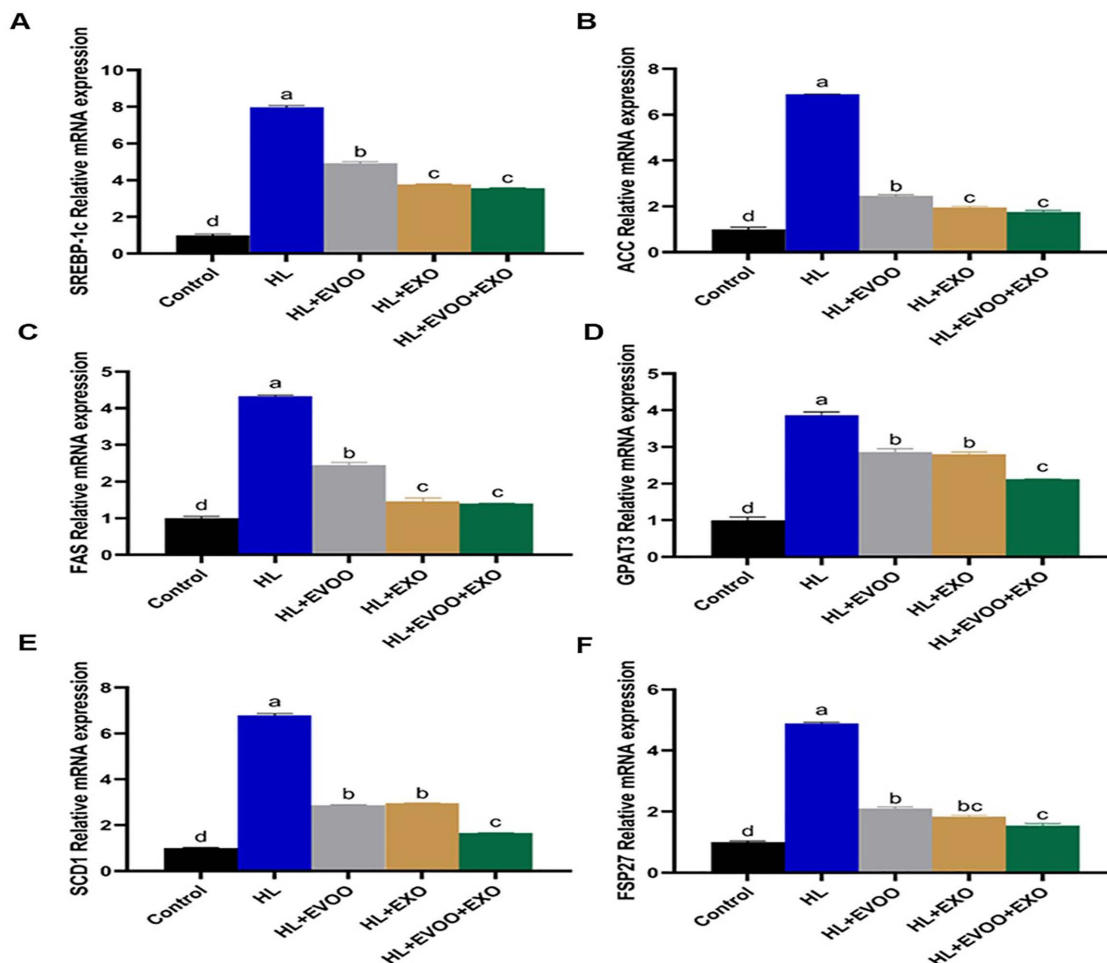 A
SREBP-1c Relative mRNA expression
10
8
6
4
2
0
d
a
b
c
c
Control
HL
HL+EVOO
HL+EXO
HL+EVOO+EXO
B
ACC Relative mRNA expression
8
6
4
2
0
d
a
b
c
c
Control
HL
HL+EVOO
HL+EXO
HL+EVOO+EXO
C
FAS Relative mRNA expression
5
4
3
2
1
0
d
a
b
c
c
Control
HL
HL+EVOO
HL+EXO
HL+EVOO+EXO
D
GPAT3 Relative mRNA expression
5
4
3
2
1
0
d
a
b
b
c
Control
HL
HL+EVOO
HL+EXO
HL+EVOO+EXO
E
SCD1 Relative mRNA expression
8
6
4
2
0
d
a
b
b
c
Control
HL
HL+EVOO
HL+EXO
HL+EVOO+EXO
F
FSP27 Relative mRNA expression
6
4
2
0
d
a
b
bc
c
Control
HL
HL+EVOO
HL+EXO
HL+EVOO+EXO